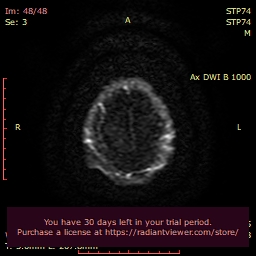 Im: 48/48
Se: 3
A
STP74
STP74
M
Ax DWI B 1000
R
L
You have 30 days left in your trial period.
Purchase a license at https://radiantviewer.com/store/